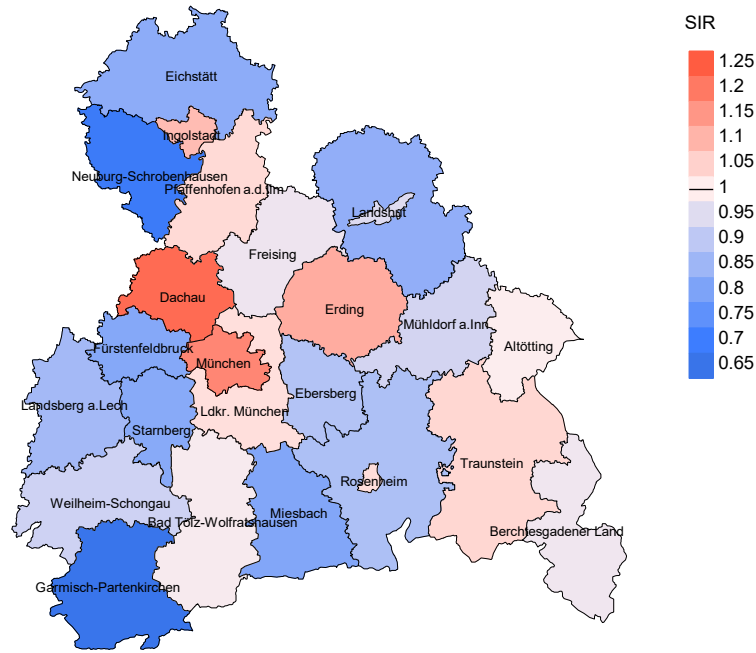 SIR
1.25
1.2
1.15
1.1
1.05
1
0.95
0.9
0.85
0.8
0.75
0.7
0.65
Eichstätt
Ingolstadt
Neuburg-Schrobenhausen
Pfaffenhofen a.d.Ilm
Landshut
Freising
Dachau
Erding
Mühldorf a.Inn
Altötting
Fürstenfeldbruck
München
Ebersberg
Landsberg a.Lech
Ldkr. München
Starnberg
Traunstein
Rosenheim
Miesbach
Weilheim-Schongau
Bad Tölz-Wolfratshausen
Berchtesgadener Land
Garmisch-Partenkirchen